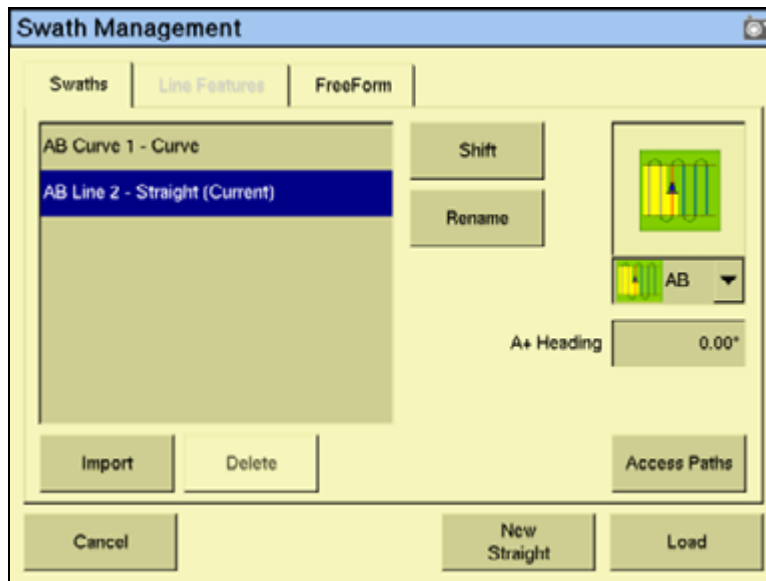 Swath Management
Swaths
Line Features
FreeForm
AB Curve 1 - Curve
AB Line 2 - Straight (Current)
Shift
Rename
AB
A+ Heading
0.00°
Import
Delete
Access Paths
Cancel
New
Straight
Load